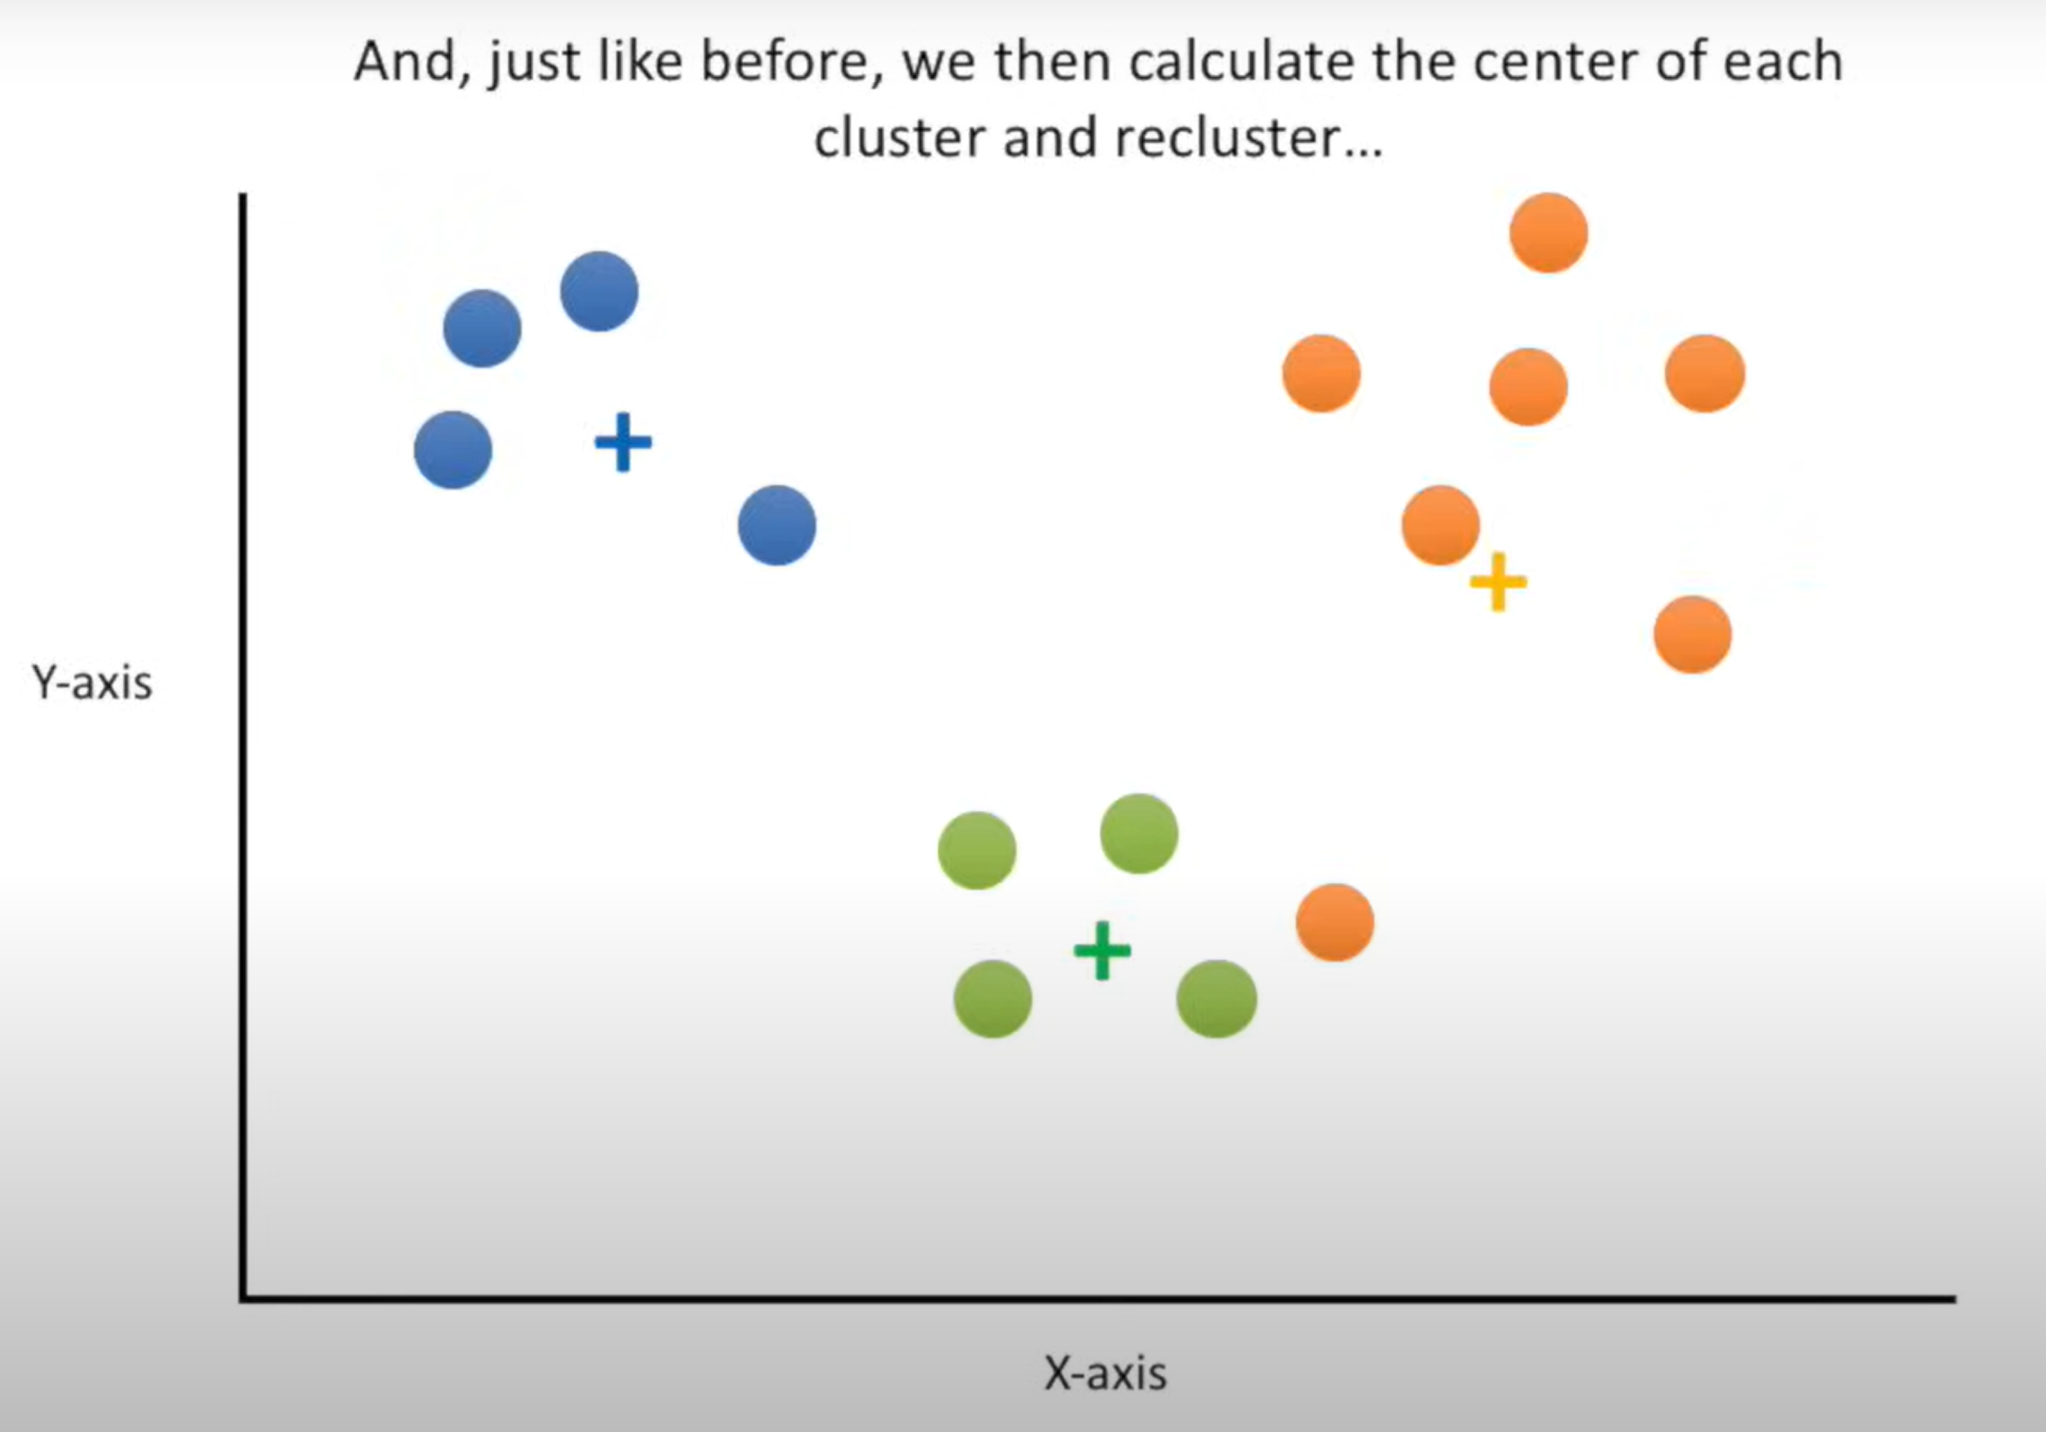 And, just like before, we then calculate the center of each
cluster and recluster...
Y-axis
X-axis